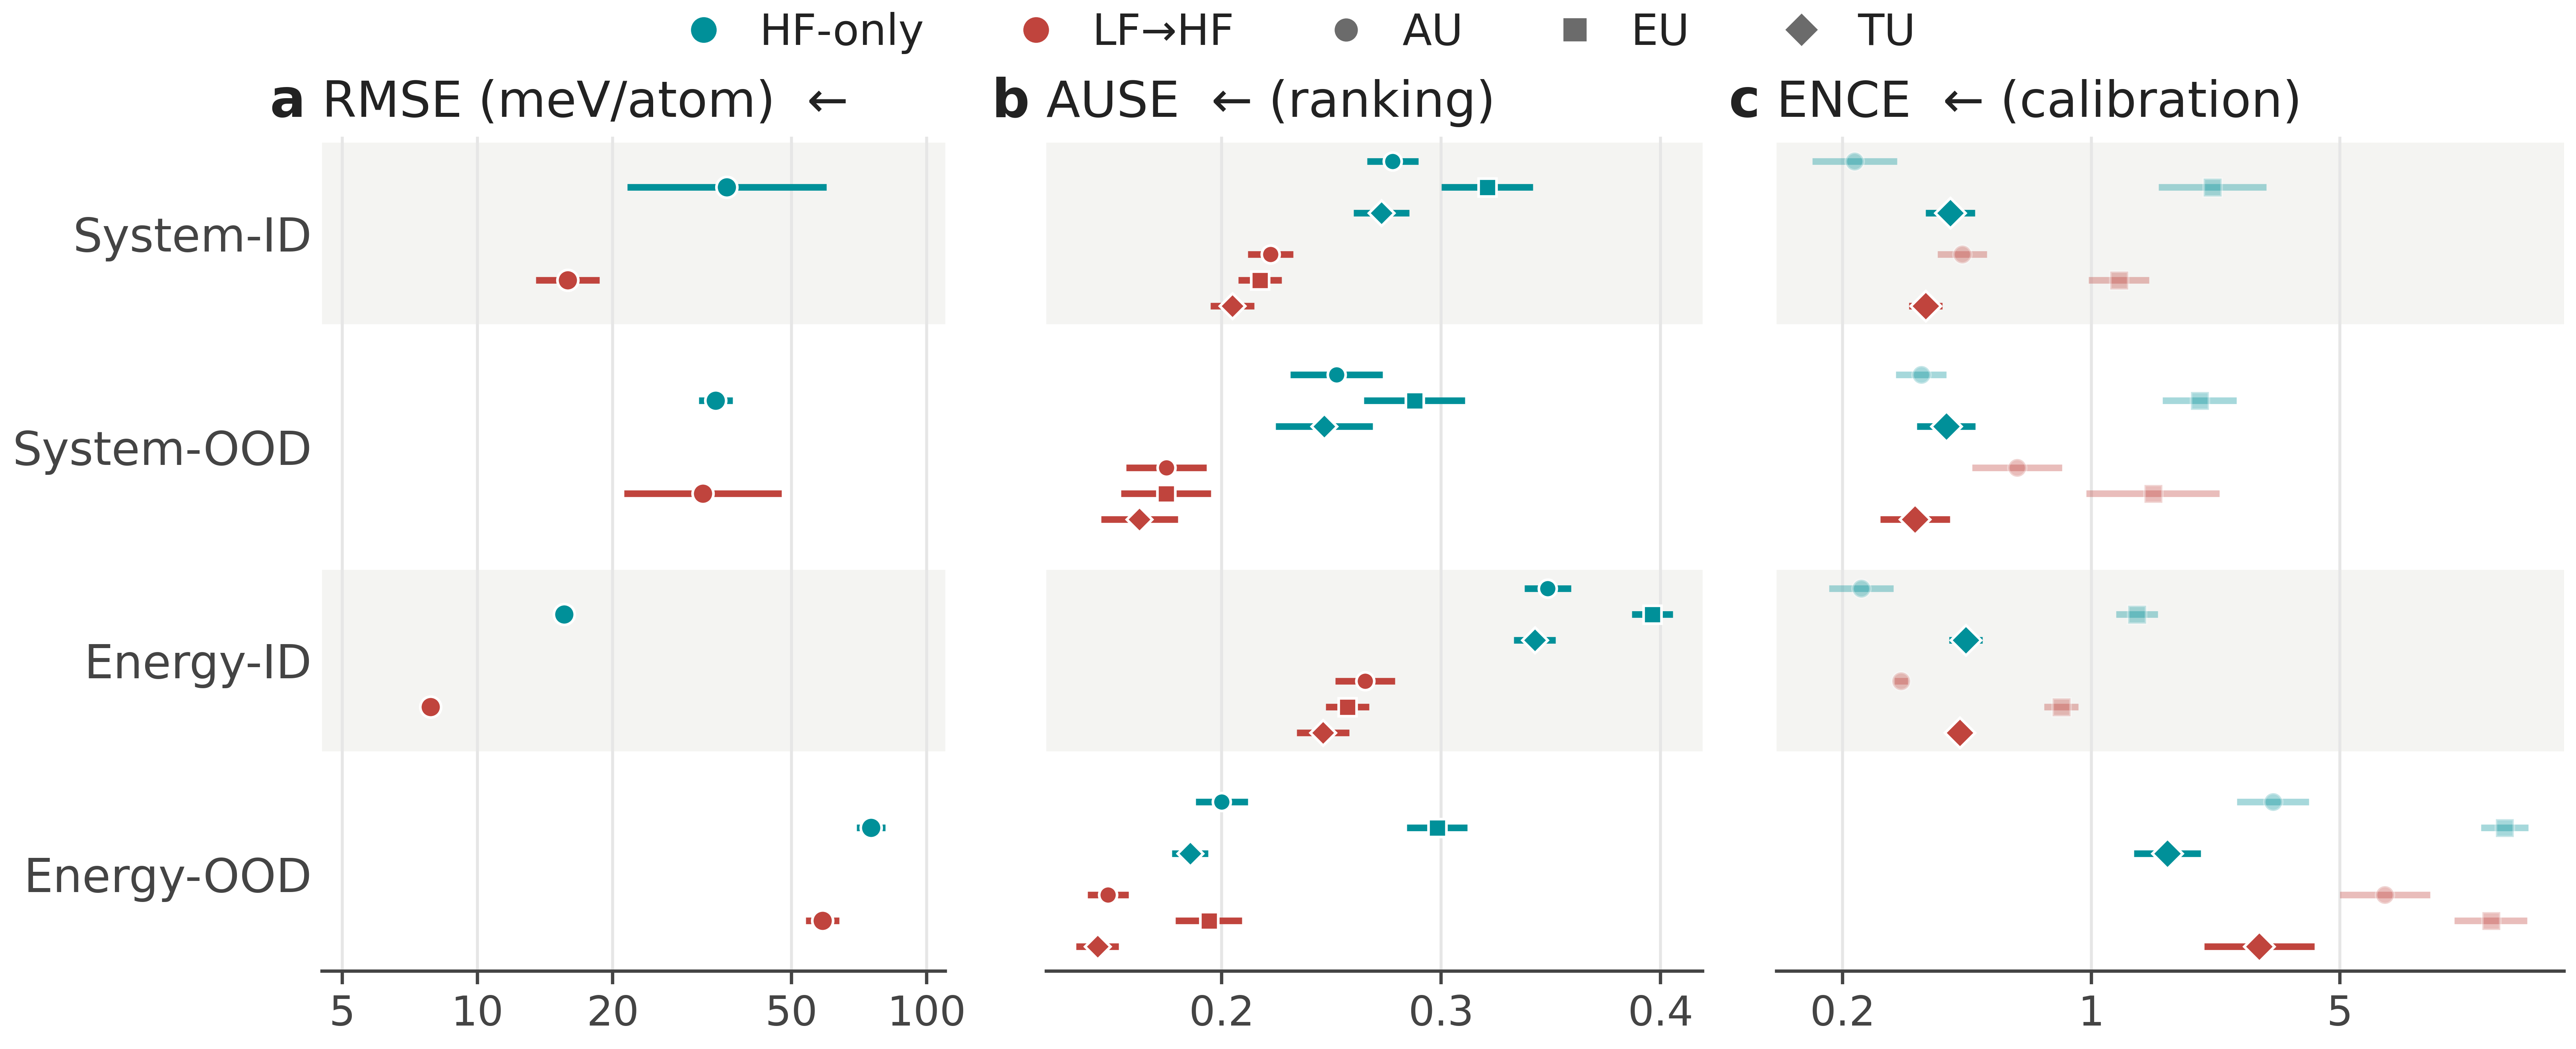 HF-only LF→HF AU EU TU
a RMSE (meV/atom) ← b AUSE ← (ranking) c ENCE ← (calibration)
System-ID
System-OOD
Energy-ID
Energy-OOD
5 10 20 50 100 0.2 0.3 0.4 0.2 1 5